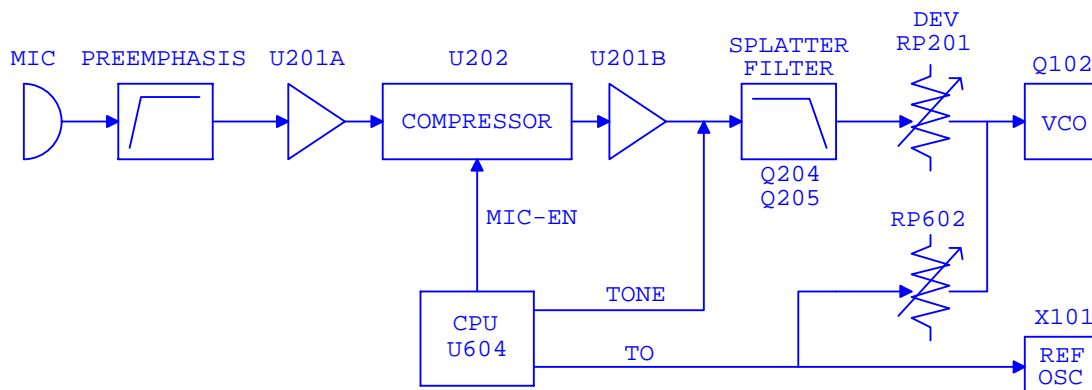 DEV
MIC PREEMPHASIS U201A U202 U201B SPLATTER RP201 Q102
FILTER
COMPRESSOR
VCO
Q204
Q205
MIC-EN
RP602
CPU
U604
TONE
TO
X101
REF
OSC